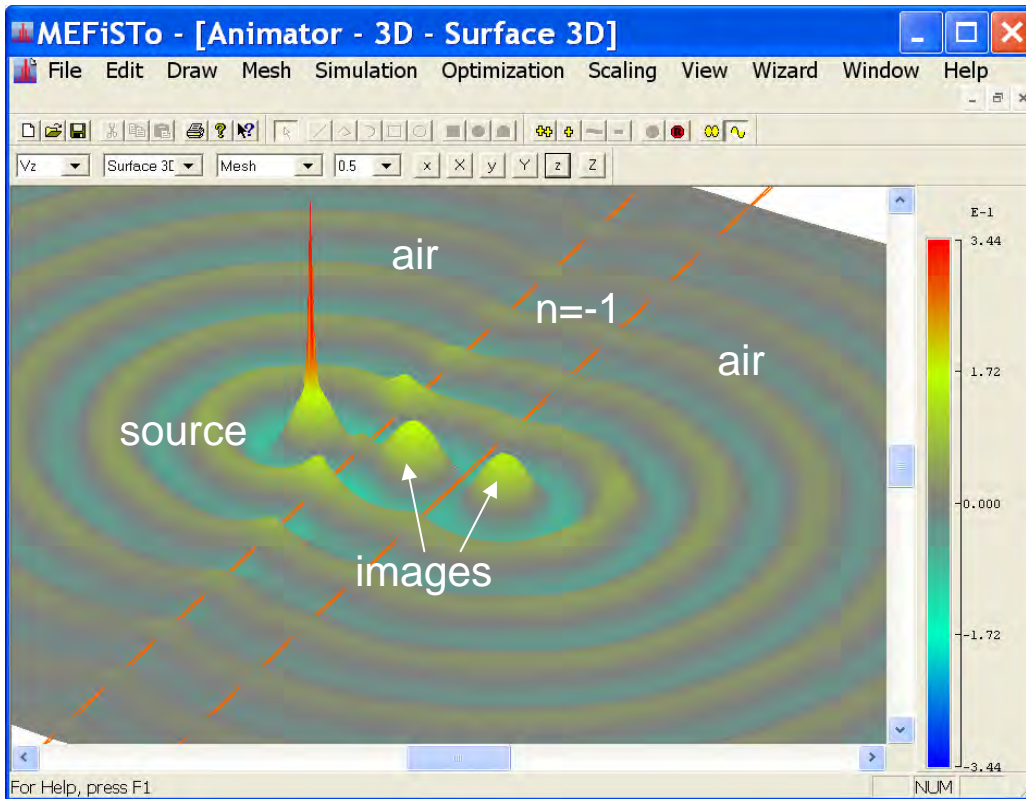 MEFiSTo - [Animator - 3D - Surface 3D]
File Edit Draw Mesh Simulation Optimization Scaling View Wizard Window Help
Vz Surface 3D Mesh 0.5 x X y Y z Z
E-1
3.44
1.72
0.000
-1.72
-3.44
air
n=-1
air
source
images
For Help, press F1
NUM